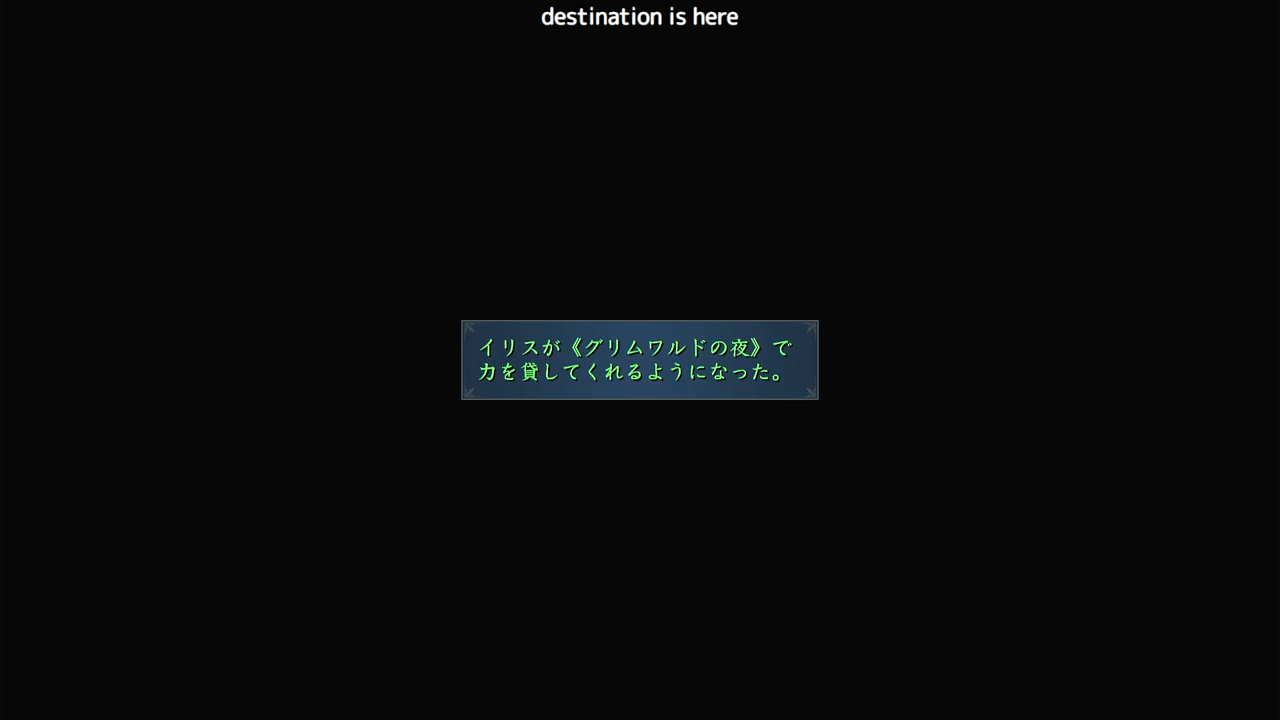 destination is here
イリスが《グリムワルドの夜》で
力を貸してくれるようになった。